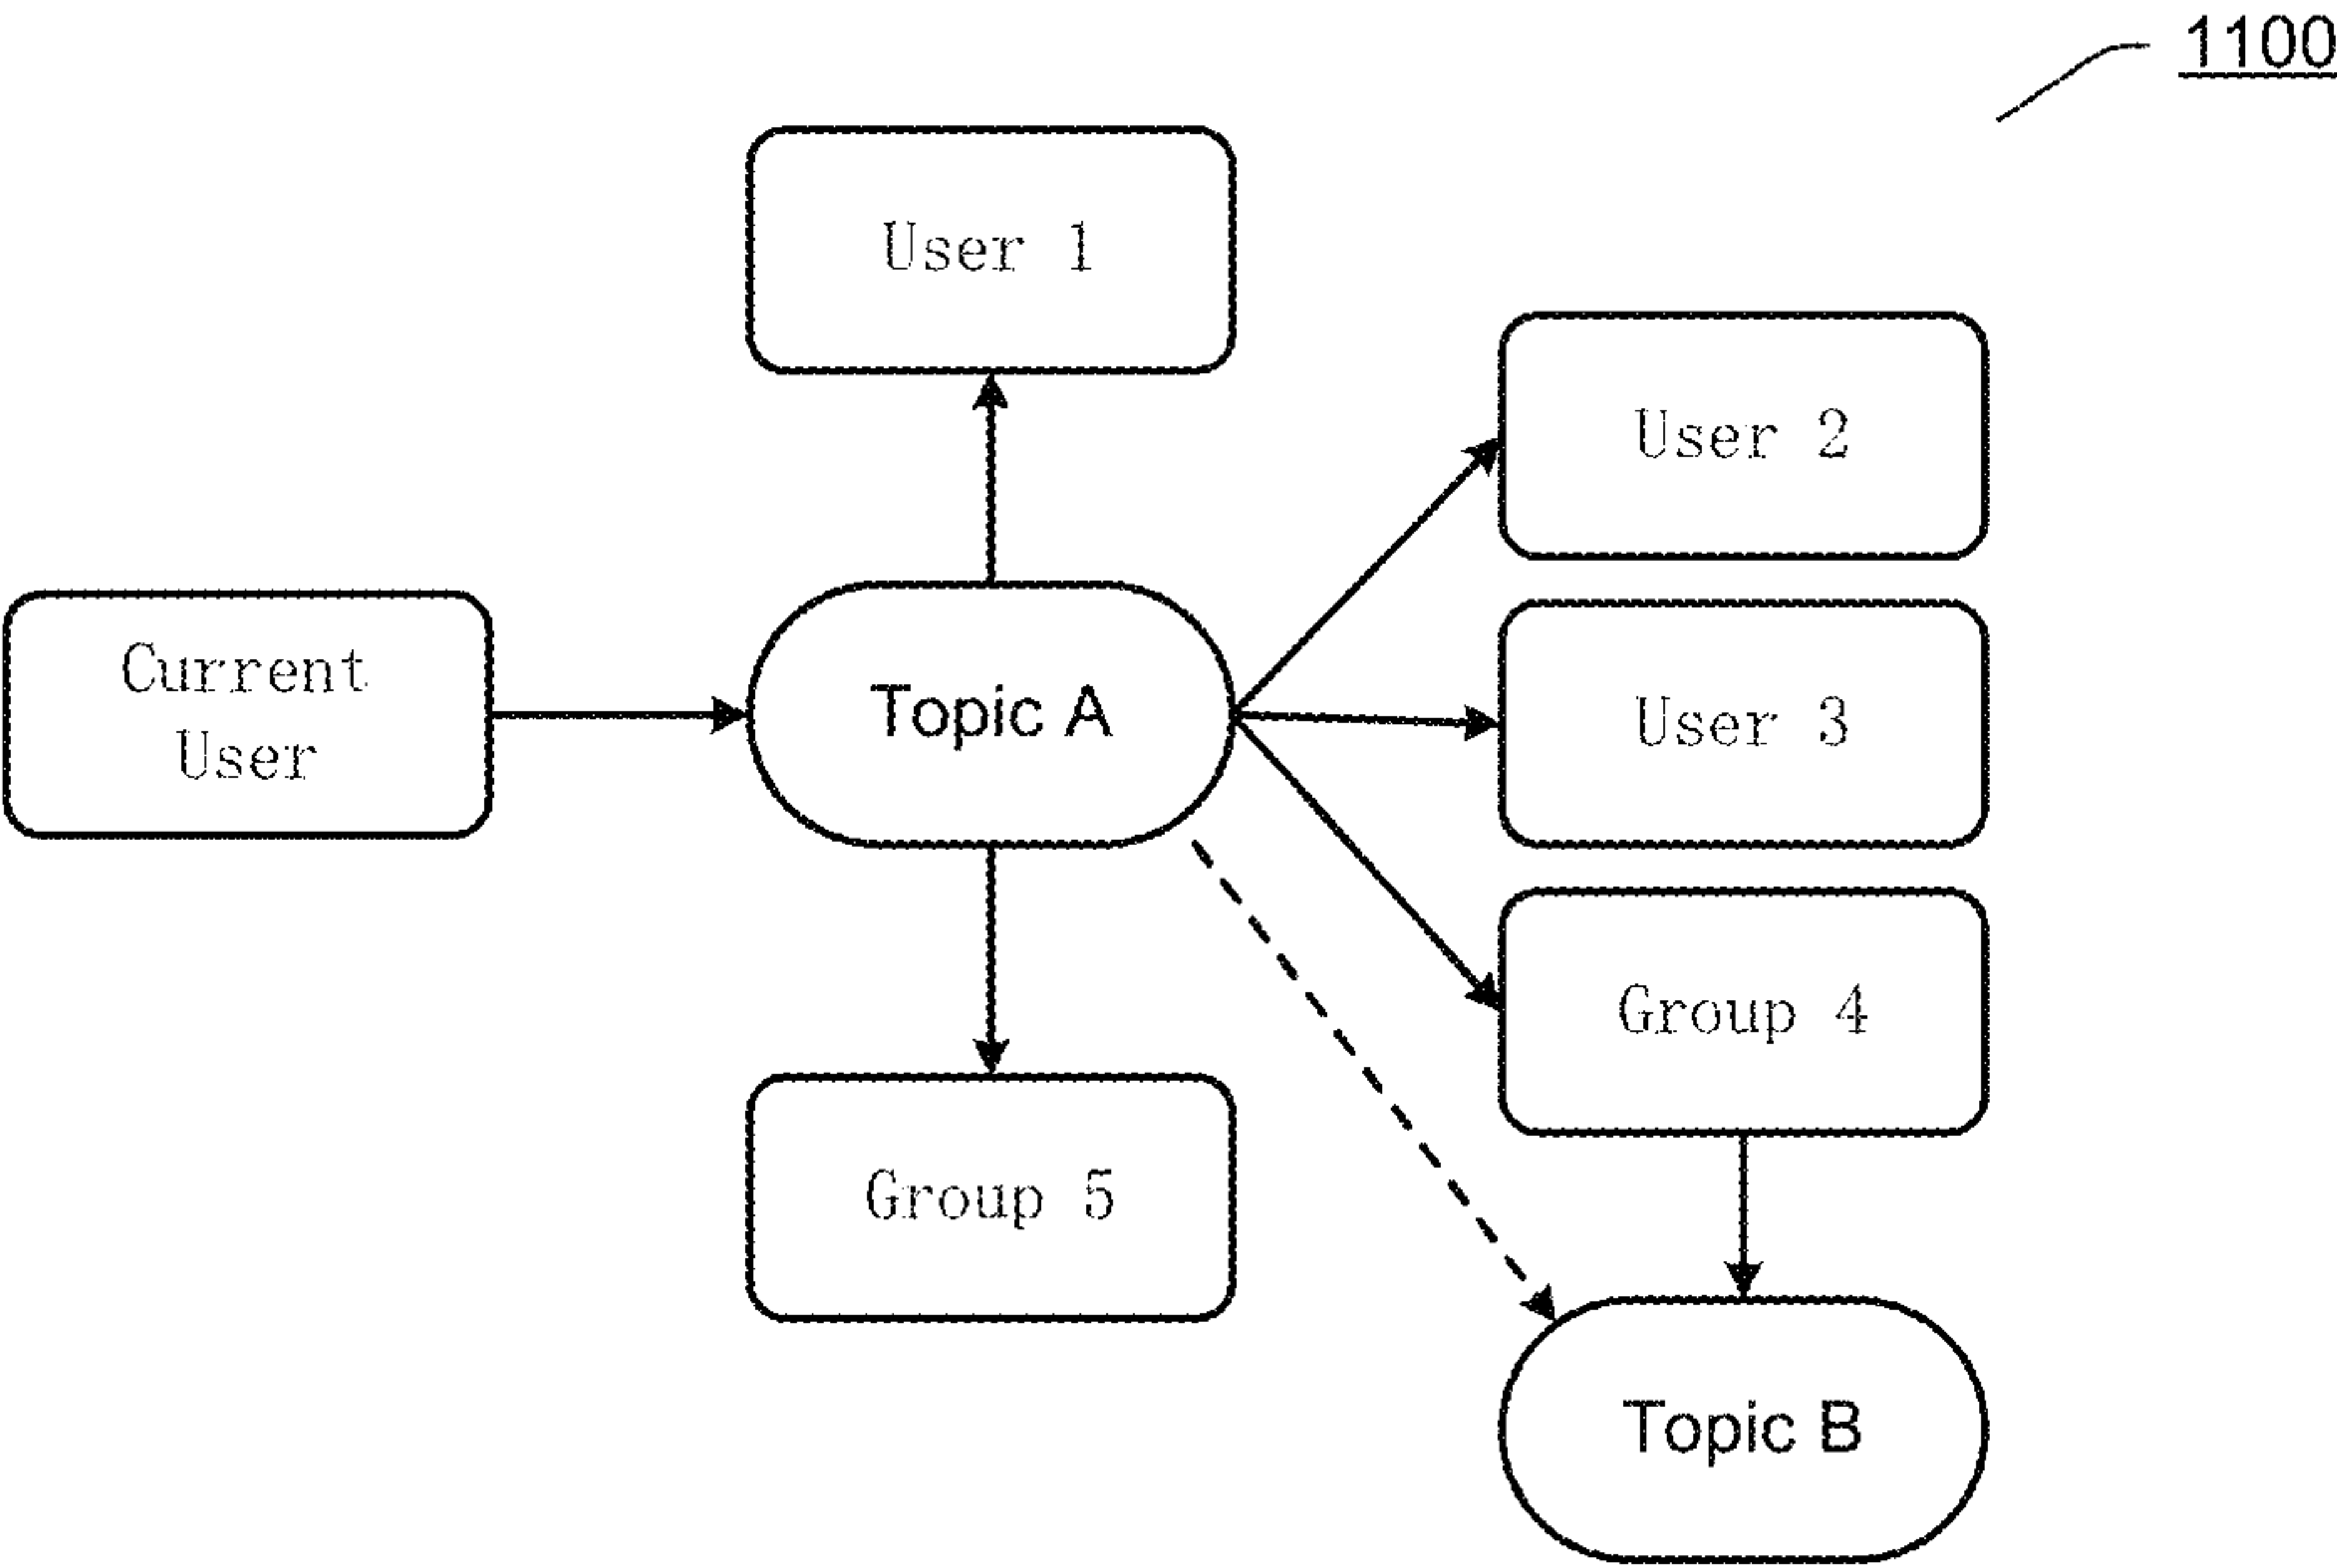 1100
User 1
User 2
Current
User
Topic A
User 3
Group 4
Group 5
Topic B